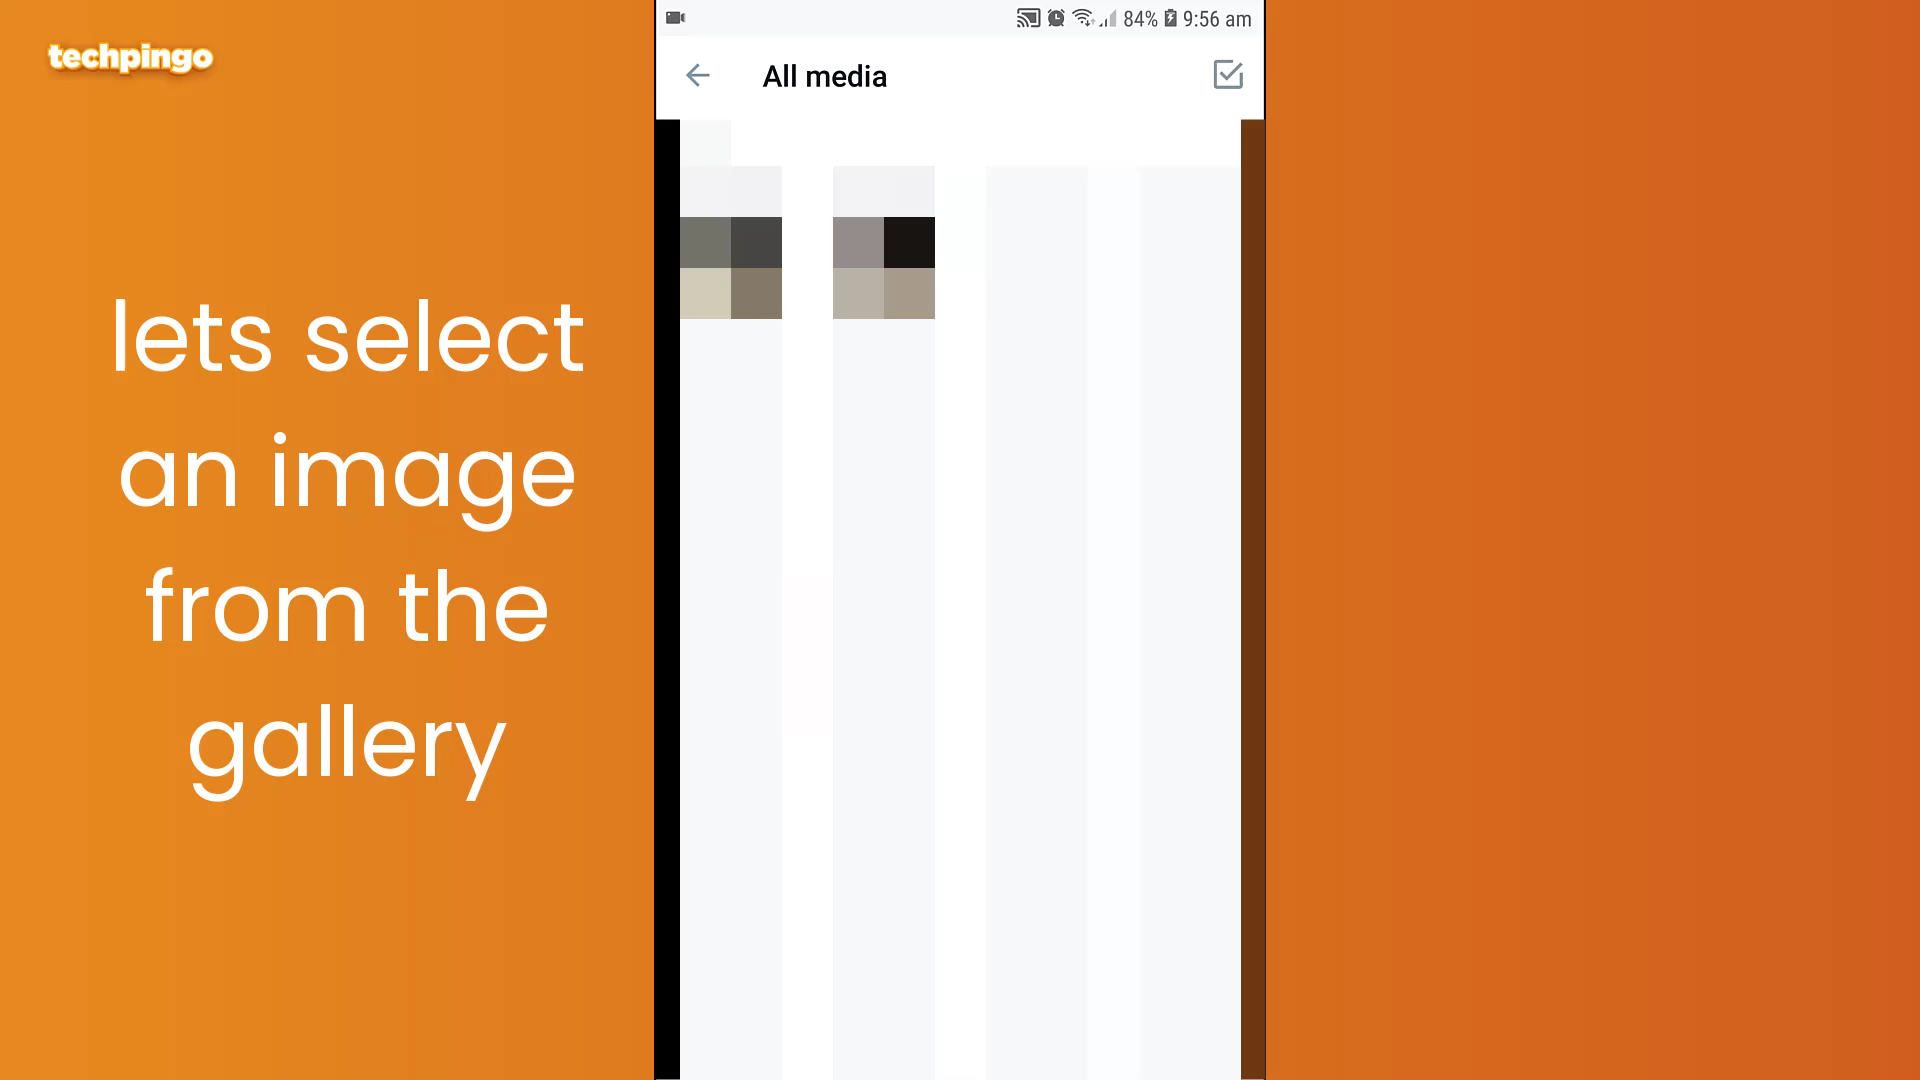 techpingo
84% 9:56 am
All media
lets select
an image
from the
gallery